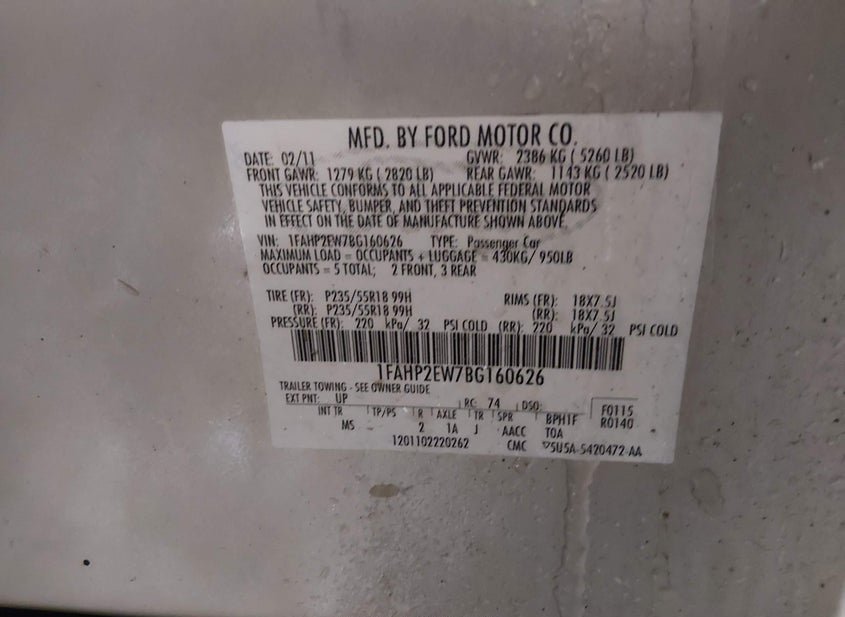 MFD. BY FORD MOTOR CO.
DATE: 02/11 GVWR: 2386 KG ( 5260 LB)
FRONT GAWR: 1279 KG ( 2820 LB) REAR GAWR: 1143 KG ( 2520 LB)
THIS VEHICLE CONFORMS TO ALL APPLICABLE FEDERAL MOTOR
VEHICLE SAFETY, BUMPER, AND THEFT PREVENTION STANDARDS
IN EFFECT ON THE DATE OF MANUFACTURE SHOWN ABOVE.
VIN: 1FAHP2EW7BG160626 TYPE: Passenger Car
MAXIMUM LOAD = OCCUPANTS + LUGGAGE = 430KG/ 950LB
OCCUPANTS = 5 TOTAL; 2 FRONT, 3 REAR
TIRE (FR): P235/55R18 99H RIMS (FR): 18X7.5J
(RR): P235/55R18 99H (RR): 18X7.5J
PRESSURE (FR): 220 kPa/ 32 PSI COLD (RR): 220 kPa/ 32 PSI COLD
1FAHP2EW7BG160626
TRAILER TOWING - SEE OWNER GUIDE
EXT PNT: UP RC: 74 DSO: F0115
INT TR TP/PS R AXLE TR SPR BPH1F R0140
MS - 2 1A J AACC TOA
1201102220262 CMC 5U5A-5420472-AA